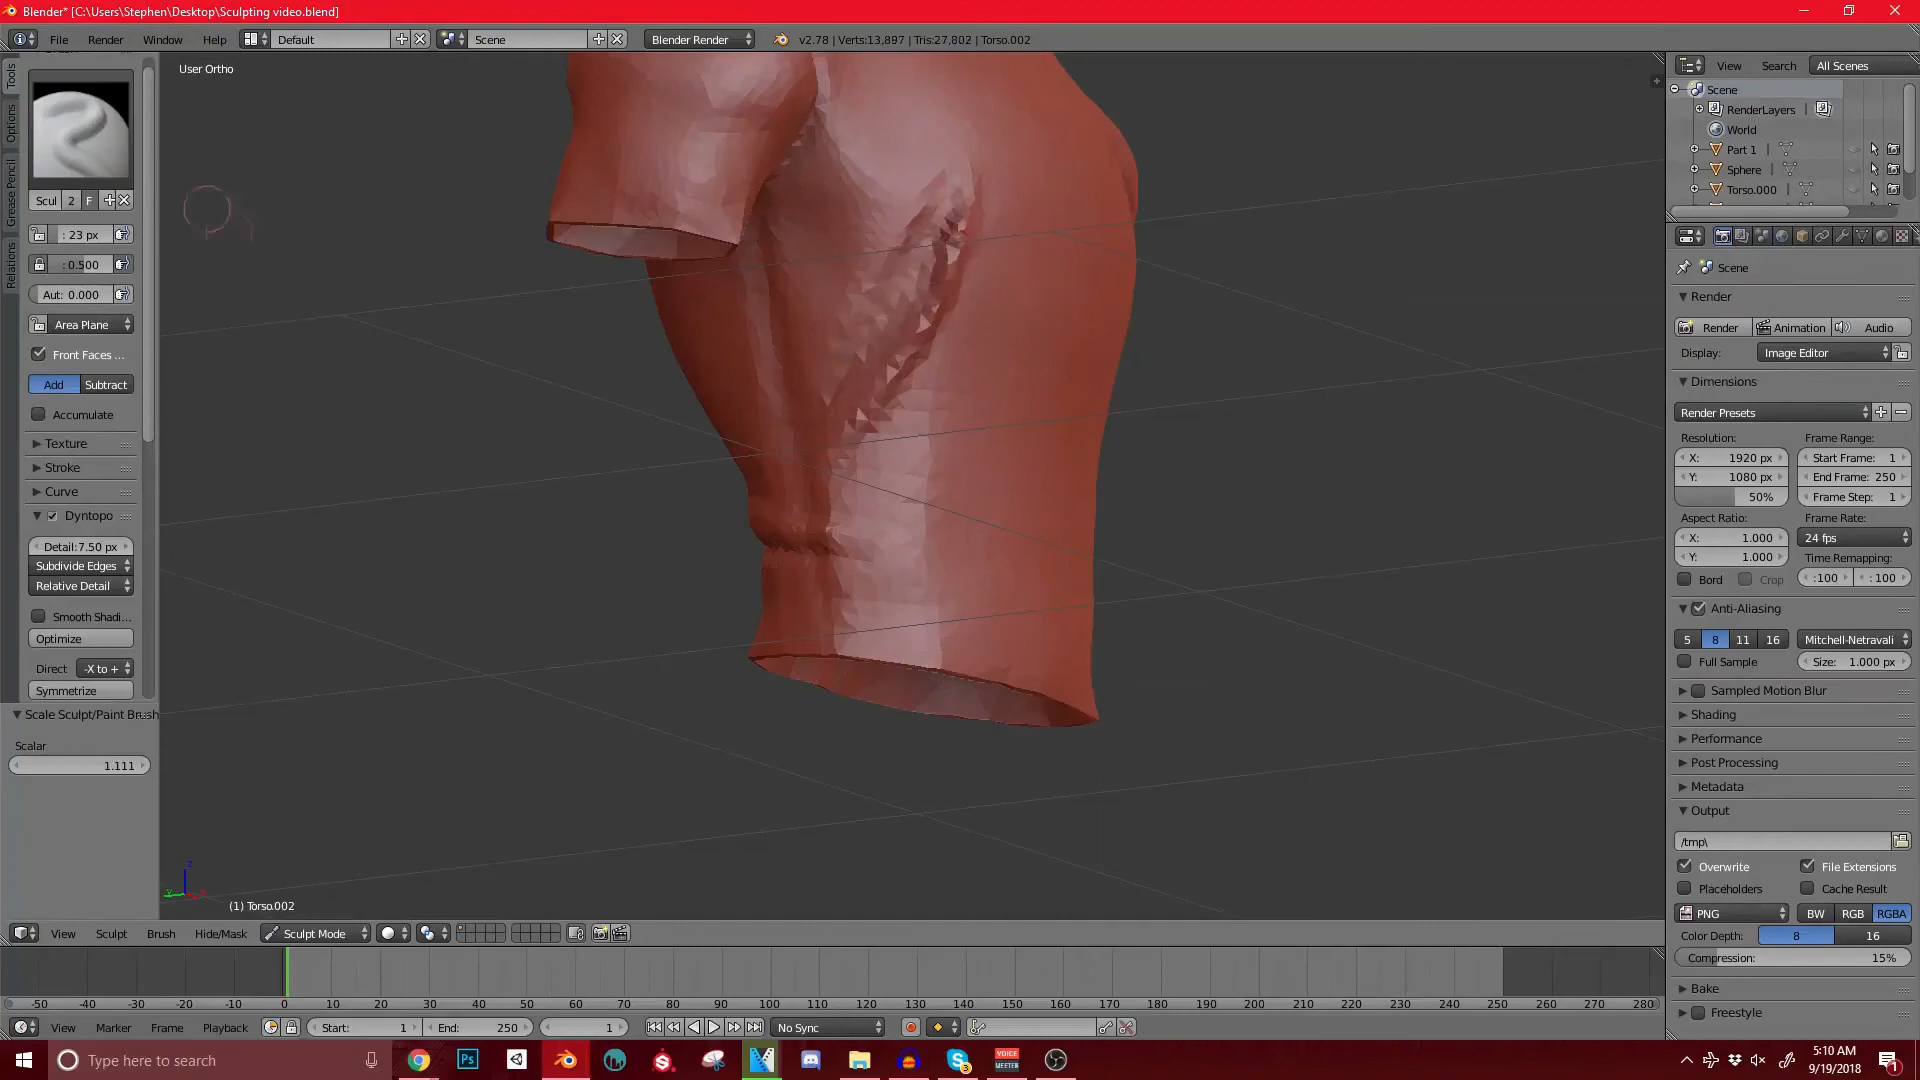 Blender* [C:\Users\Stephen\Desktop\Sculpting video.blend]
File Render Window Help Default Scene Blender Render v2.78 | Verts:13,897 | Tris:27,802 | Torso.002
User Ortho
Tools
Options
Grease Pencil
Relations
Scul 2 F
: 23 px
: 0.500
Aut: 0.000
Area Plane
Front Faces ...
Add Subtract
Accumulate
Texture
Stroke
Curve
Dyntopo
Detail:7.50 px
Subdivide Edges
Relative Detail
Smooth Shadi...
Optimize
Direct -X to +
Symmetrize
Scale Sculpt/Paint Brush
Scalar
1.111
(1) Torso.002
View Sculpt Brush Hide/Mask Sculpt Mode
-50 -40 -30 -20 -10 0 10 20 30 40 50 60 70 80 90 100 110 120 130 140 150 160 170 180 190 200 210 220 230 240 250 260 270 280
View Marker Frame Playback Start: 1 End: 250 1 No Sync
View Search All Scenes
Scene
RenderLayers
World
Part 1
Sphere
Torso.000
Scene
Render
Render Animation Audio
Display: Image Editor
Dimensions
Render Presets
Resolution: Frame Range:
X: 1920 px Start Frame: 1
Y: 1080 px End Frame: 250
50% Frame Step: 1
Aspect Ratio: Frame Rate:
X: 1.000 24 fps
Y: 1.000 Time Remapping:
Bord Crop :100 :100
Anti-Aliasing
5 8 11 16 Mitchell-Netravali
Full Sample Size: 1.000 px
Sampled Motion Blur
Shading
Performance
Post Processing
Metadata
Output
/tmp\
Overwrite File Extensions
Placeholders Cache Result
PNG BW RGB RGBA
Color Depth: 8 16
Compression: 15%
Bake
Freestyle
Type here to search
5:10 AM
9/19/2018